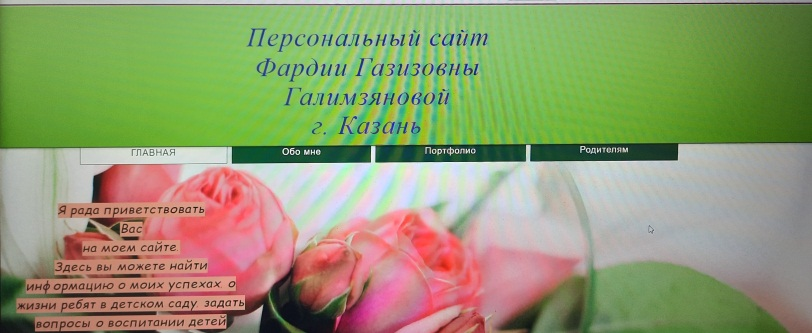 Персональный сайт
Фардии Газизовны
Галимзяновой
г. Казань
ГЛАВНАЯ Обо мне Портфолио Родителям
Я рада приветствовать
Вас
на моем сайте.
Здесь вы можете найти
информацию о моих успехах, о
жизни ребят в детском саду, задать
вопросы о воспитании детей